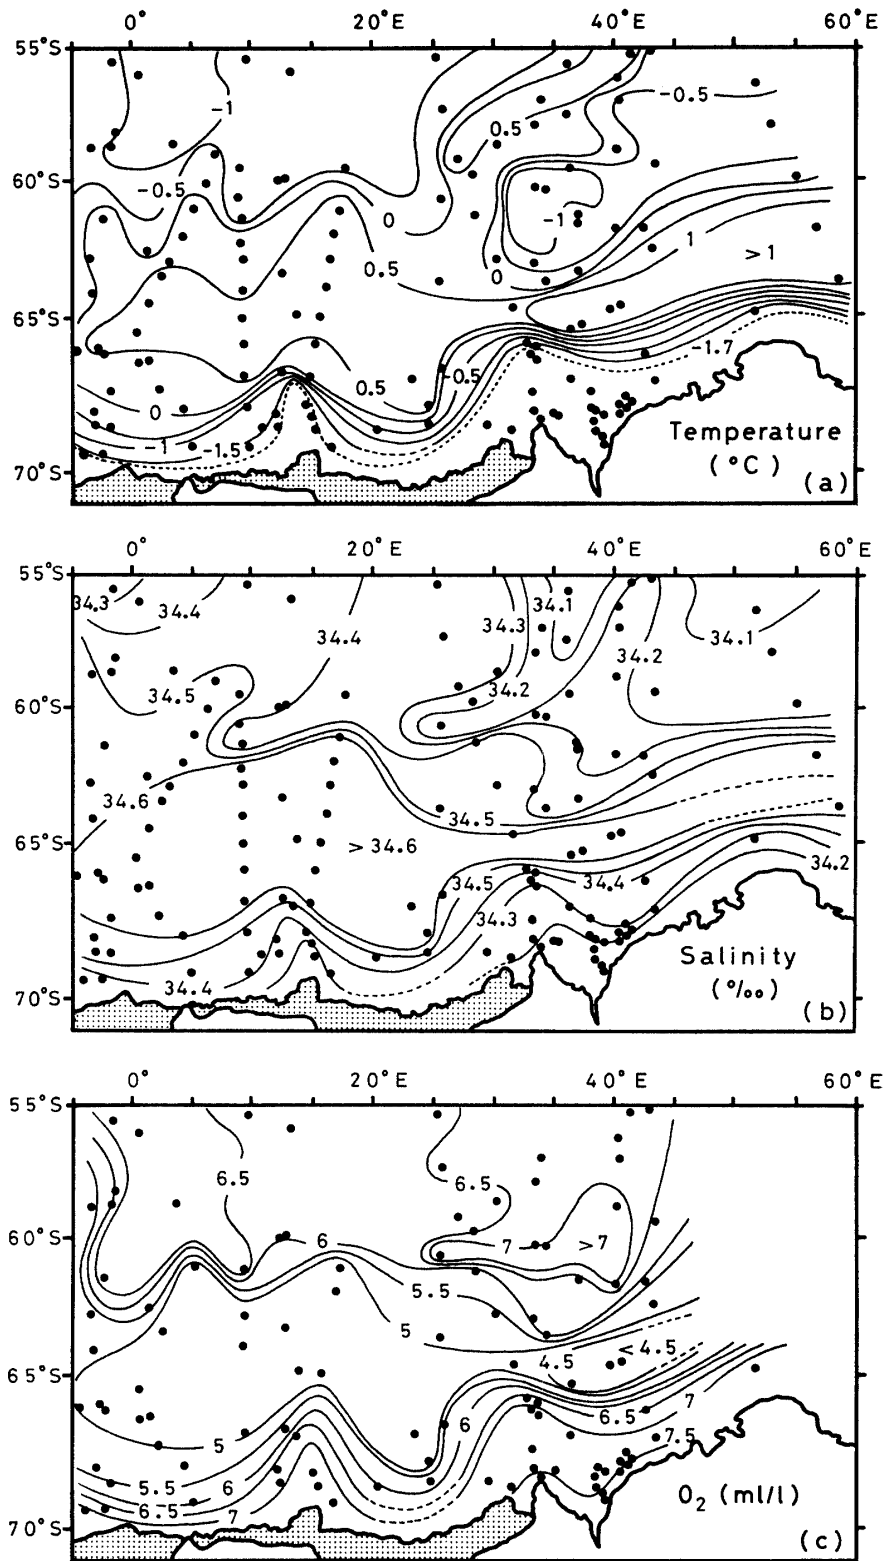 0° 20°E 40°E 60°E
55°S
-1
-0.5
0.5
60°S
-0.5
0
-1
1
>1
0.5
0
65°S
-1.7
0.5
-0.5
0
-1
-1.5
Temperature
70°S
(°C)
(a)
0° 20°E 40°E 60°E
55°S
34.3
34.4
34.1
34.4
34.3
34.1
34.2
34.5
34.2
60°S
34.6
34.5
65°S
> 34.6
34.2
34.5
34.4
34.3
34.4
Salinity
70°S
(‰)
(b)
0° 20°E 40°E 60°E
55°S
6.5
6.5
60°S
6
7
>7
5.5
5
<4.5
4.5
65°S
7
6.5
6
5
7.5
5.5
6
6.5
7
O₂ (ml/l)
70°S
(c)